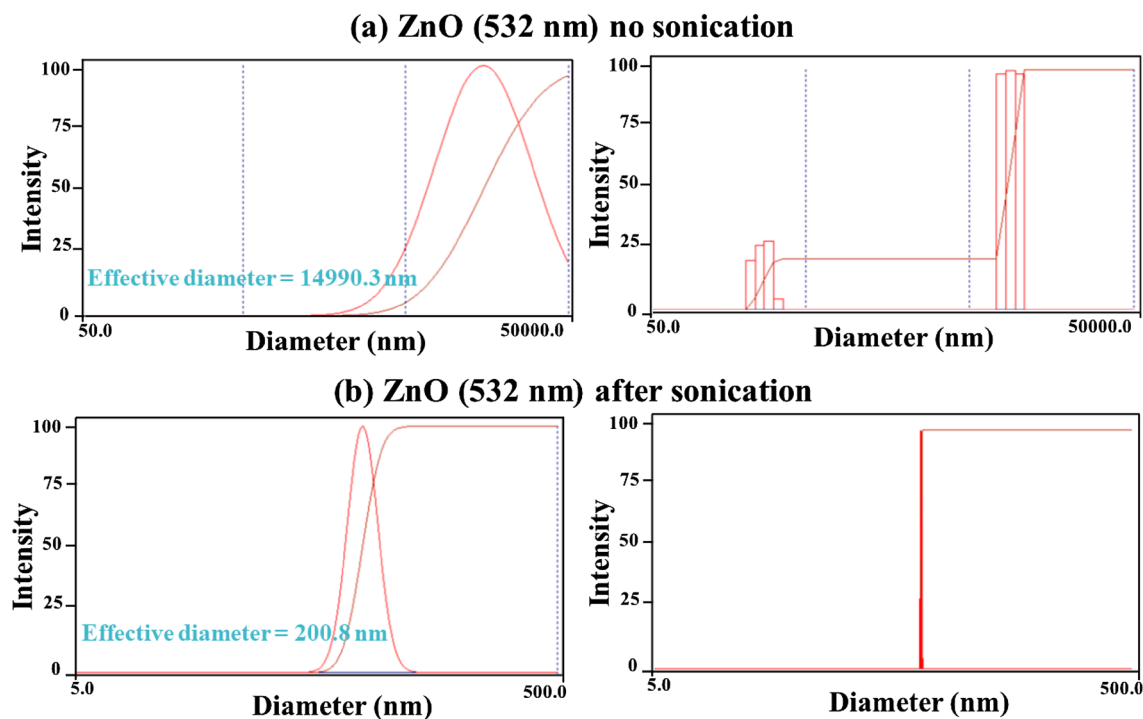 (a) ZnO (532 nm) no sonication
100
75
50
25
0
Intensity
Effective diameter = 14990.3 nm
50.0
50000.0
Diameter (nm)
100
75
50
25
0
Intensity
50.0
50000.0
Diameter (nm)
(b) ZnO (532 nm) after sonication
100
75
50
25
0
Intensity
Effective diameter = 200.8 nm
5.0
500.0
Diameter (nm)
100
75
50
25
0
Intensity
5.0
500.0
Diameter (nm)